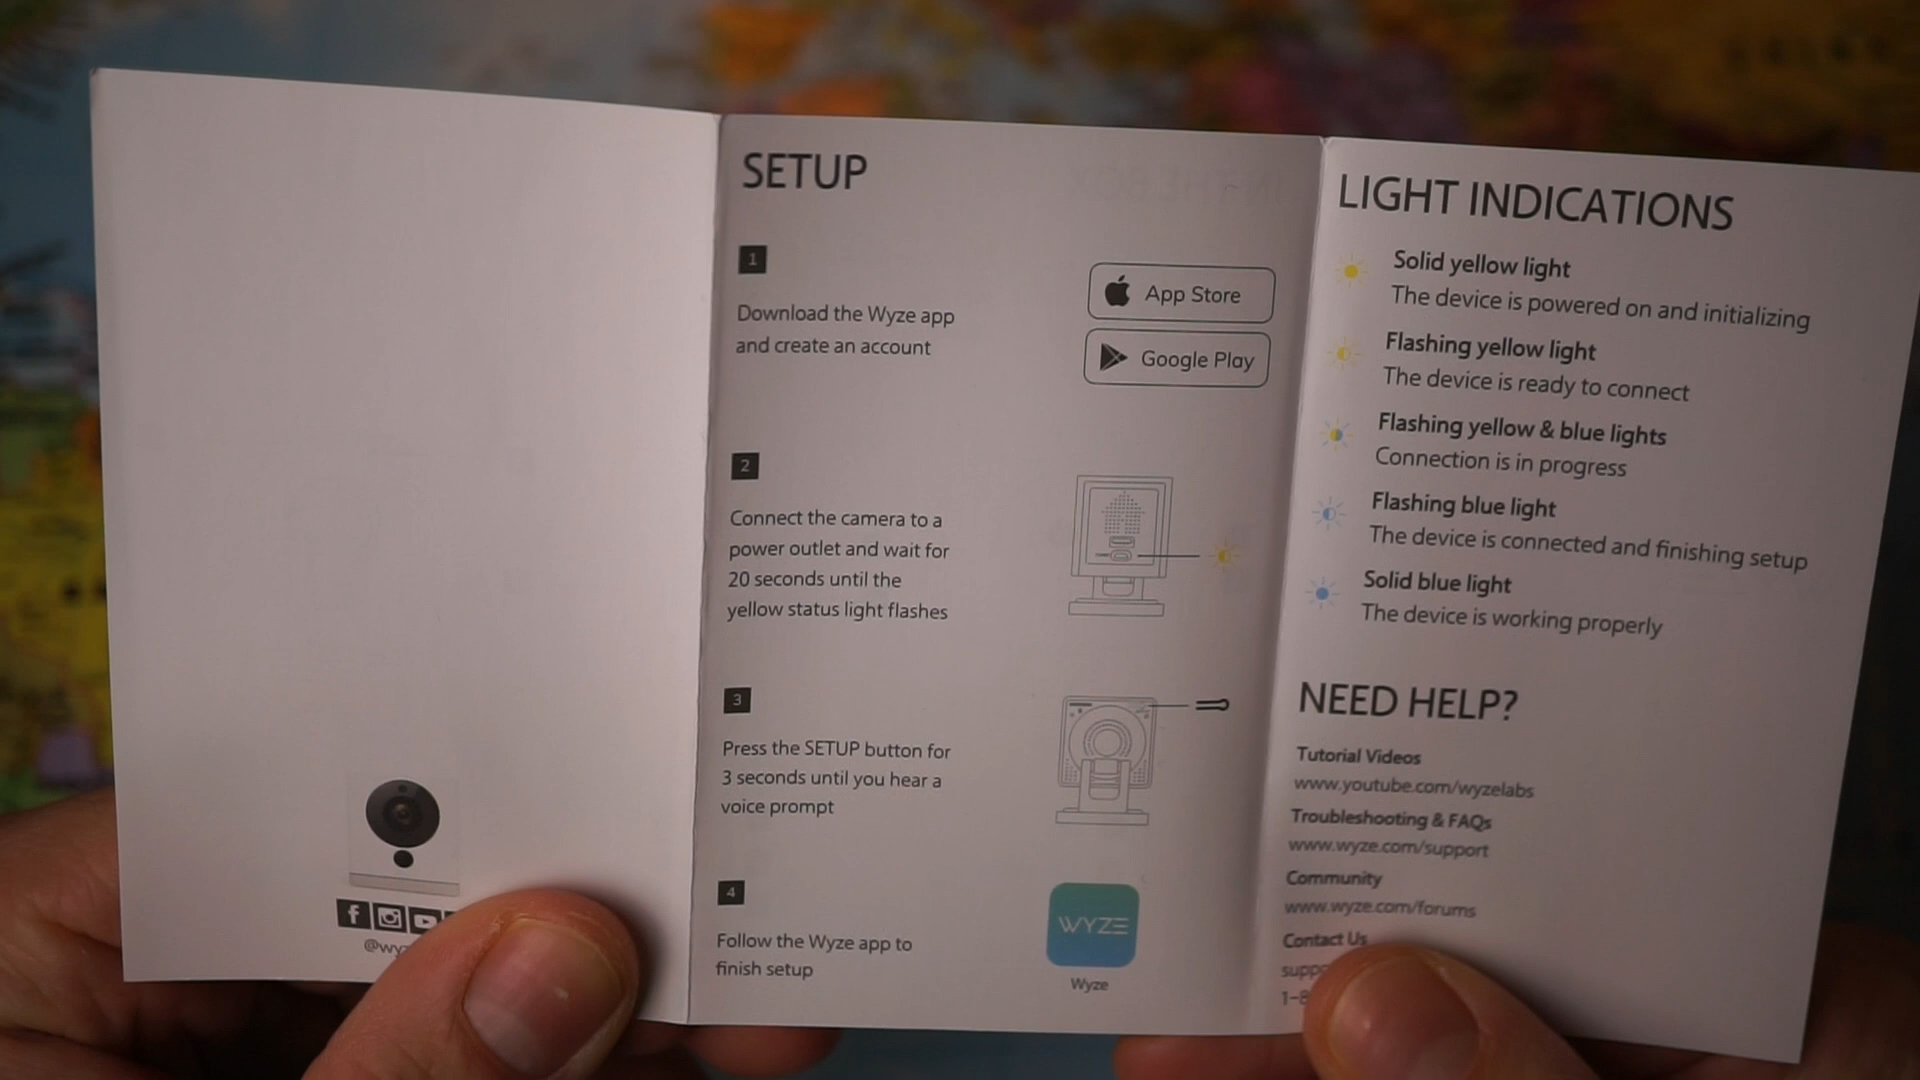 SETUP
1
Download the Wyze app
and create an account
App Store
Google Play
2
Connect the camera to a
power outlet and wait for
20 seconds until the
yellow status light flashes
3
Press the SETUP button for
3 seconds until you hear a
voice prompt
4
Follow the Wyze app to
finish setup
WYZE
Wyze
LIGHT INDICATIONS
Solid yellow light
The device is powered on and initializing
Flashing yellow light
The device is ready to connect
Flashing yellow & blue lights
Connection is in progress
Flashing blue light
The device is connected and finishing setup
Solid blue light
The device is working properly
NEED HELP?
Tutorial Videos
www.youtube.com/wyzelabs
Troubleshooting & FAQs
www.wyze.com/support
Community
www.wyze.com/forums
Contact Us